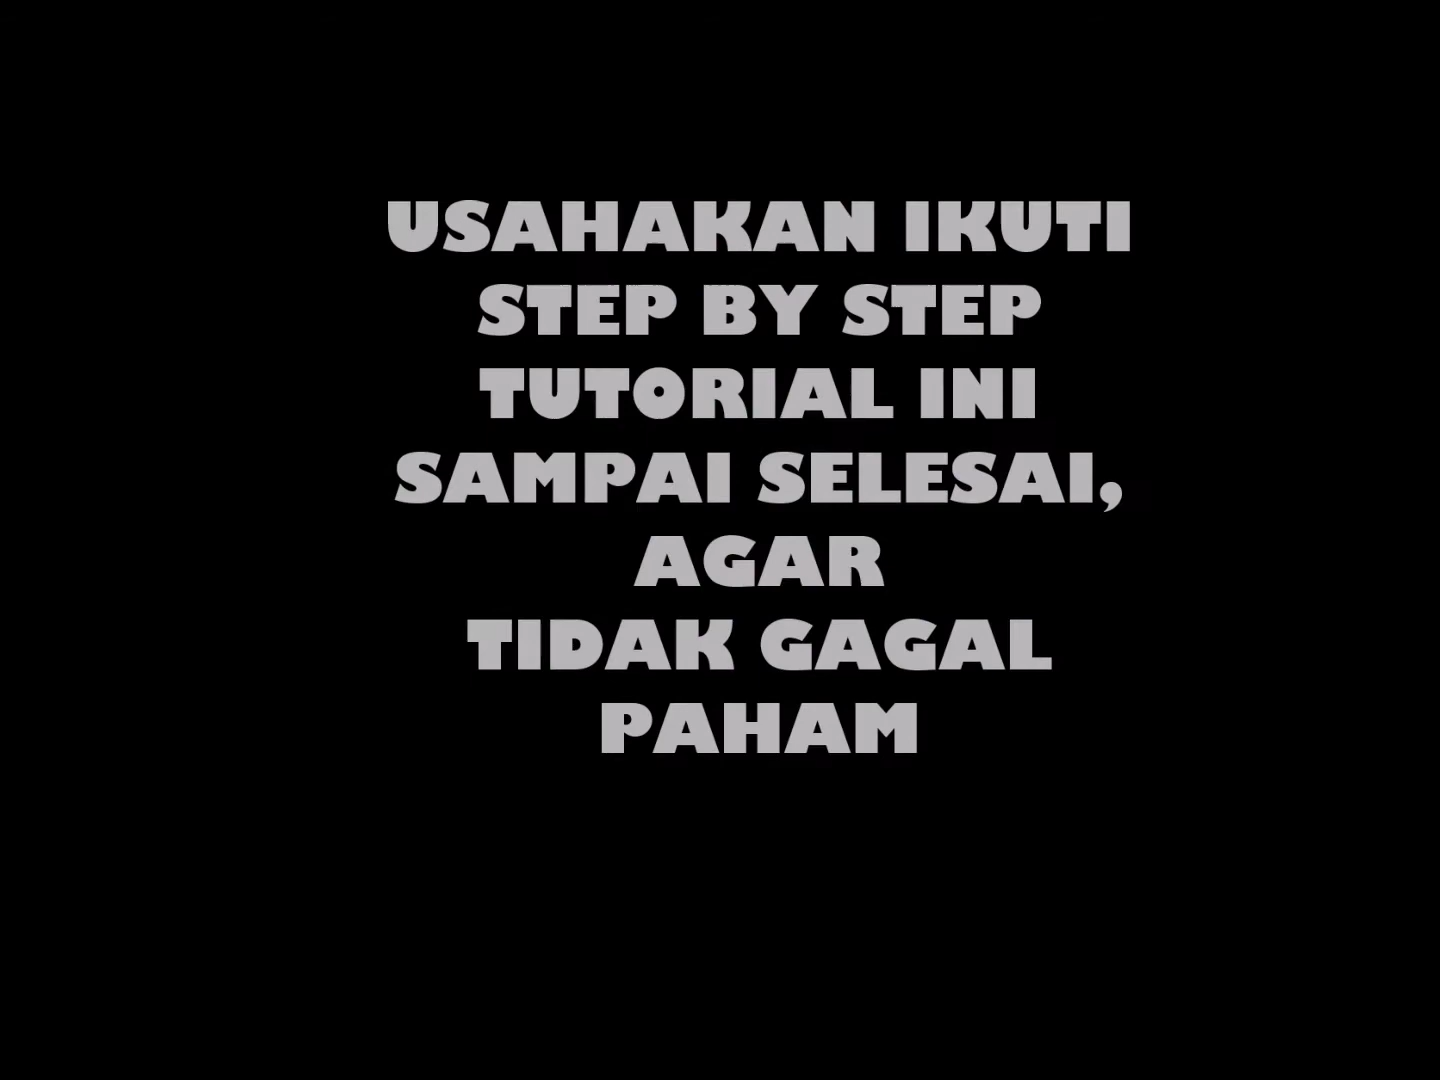 USAHAKAN IKUTI
STEP BY STEP
TUTORIAL INI
SAMPAI SELESAI,
AGAR
TIDAK GAGAL
PAHAM